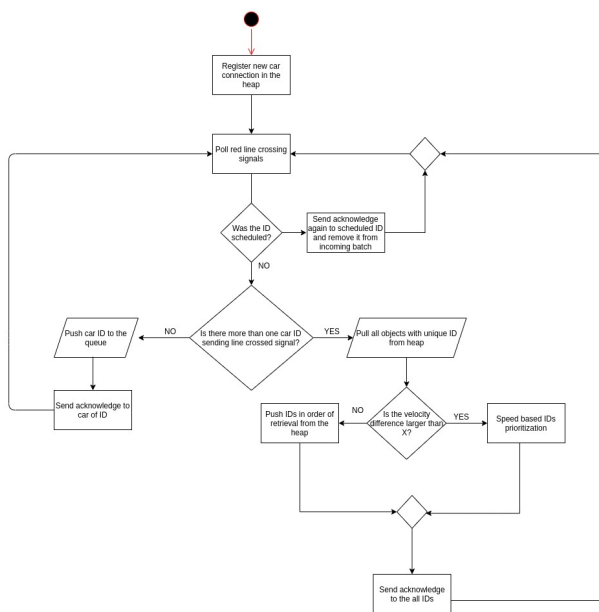 Register new car
connection in the
heap
Poll red line crossing
signals
Was the ID
scheduled?
Send acknowledge
again to scheduled ID
and remove it from
incoming batch
NO
Is there more than one car ID
sending line crossed signal?
NO
YES
Push car ID to the
queue
Pull all objects with unique ID
from heap
Send acknowledge to
car of ID
Is the velocity
difference larger than
X?
NO
YES
Push IDs in order of
retrieval from the
heap
Speed based IDs
prioritization
Send acknowledge
to the all IDs